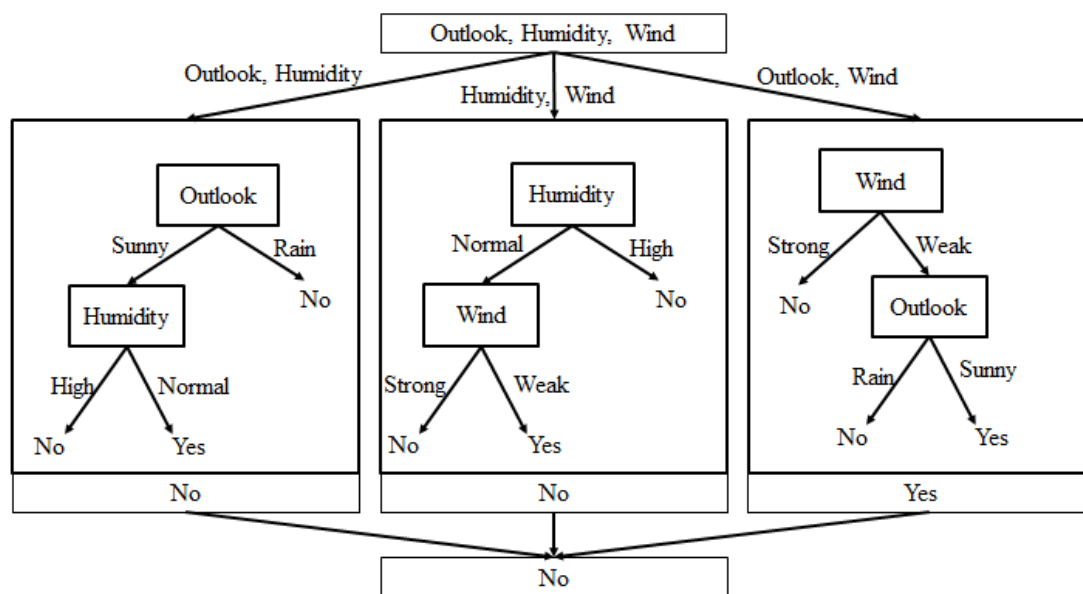 Outlook, Humidity, Wind
Outlook, Humidity
Humidity, Wind
Outlook, Wind
Outlook
Sunny
Rain
No
Humidity
High
Normal
No
Yes
No
Humidity
Normal
High
No
Wind
Strong
Weak
No
Yes
No
Wind
Strong
Weak
No
Outlook
Rain
Sunny
No
Yes
Yes
No